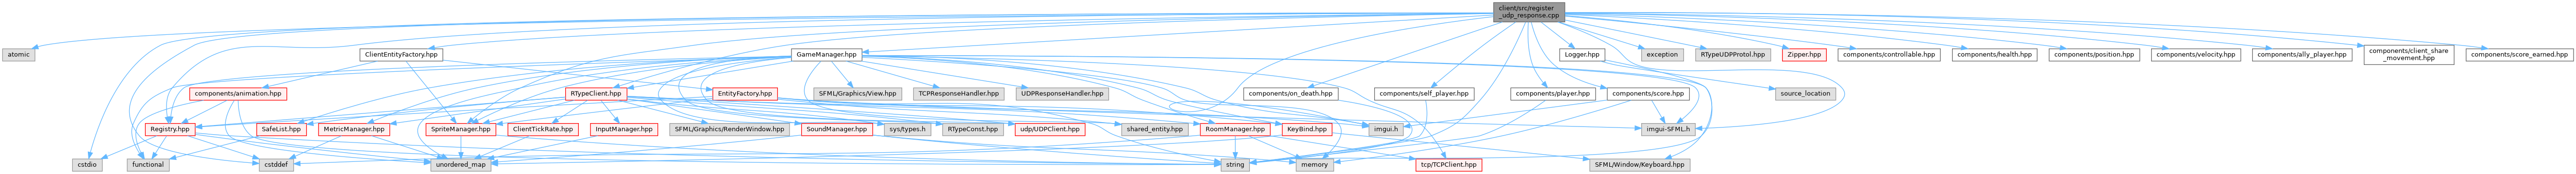 client/src/register
_udp_response.cpp
atomic
ClientEntityFactory.hpp
GameManager.hpp
Logger.hpp
exception
RTypeUDPProtol.hpp
Zipper.hpp
components/controllable.hpp
components/health.hpp
components/position.hpp
components/velocity.hpp
components/ally_player.hpp
components/client_share
_movement.hpp
components/score_earned.hpp
components/animation.hpp
RTypeClient.hpp
EntityFactory.hpp
SFML/Graphics/View.hpp
TCPResponseHandler.hpp
UDPResponseHandler.hpp
components/on_death.hpp
components/self_player.hpp
components/player.hpp
components/score.hpp
source_location
Registry.hpp
SafeList.hpp
MetricManager.hpp
SpriteManager.hpp
ClientTickRate.hpp
InputManager.hpp
SFML/Graphics/RenderWindow.hpp
SoundManager.hpp
sys/types.h
RTypeConst.hpp
udp/UDPClient.hpp
shared_entity.hpp
RoomManager.hpp
KeyBind.hpp
imgui.h
imgui-SFML.h
cstdio
functional
cstddef
unordered_map
string
memory
tcp/TCPClient.hpp
SFML/Window/Keyboard.hpp